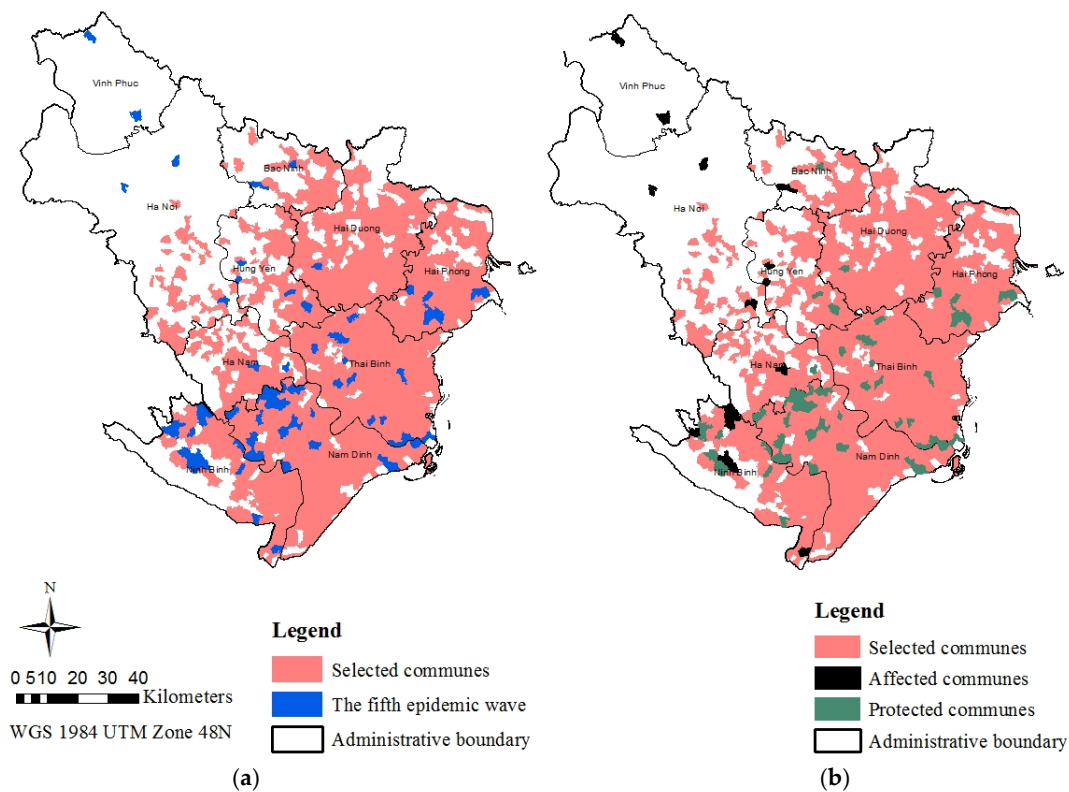 Vinh Phuc
Bac Ninh
Ha Noi
Hai Duong
Hung Yen
Hai Phong
Ha Nam
Thai Binh
Nam Dinh
Ninh Binh
N
0 510 20 30 40
Kilometers
WGS 1984 UTM Zone 48N
Legend
Selected communes
The fifth epidemic wave
Administrative boundary
(a)
Vinh Phuc
Bac Ninh
Ha Noi
Hai Duong
Hung Yen
Hai Phong
Ha Nam
Thai Binh
Nam Dinh
Ninh Binh
Legend
Selected communes
Affected communes
Protected communes
Administrative boundary
(b)